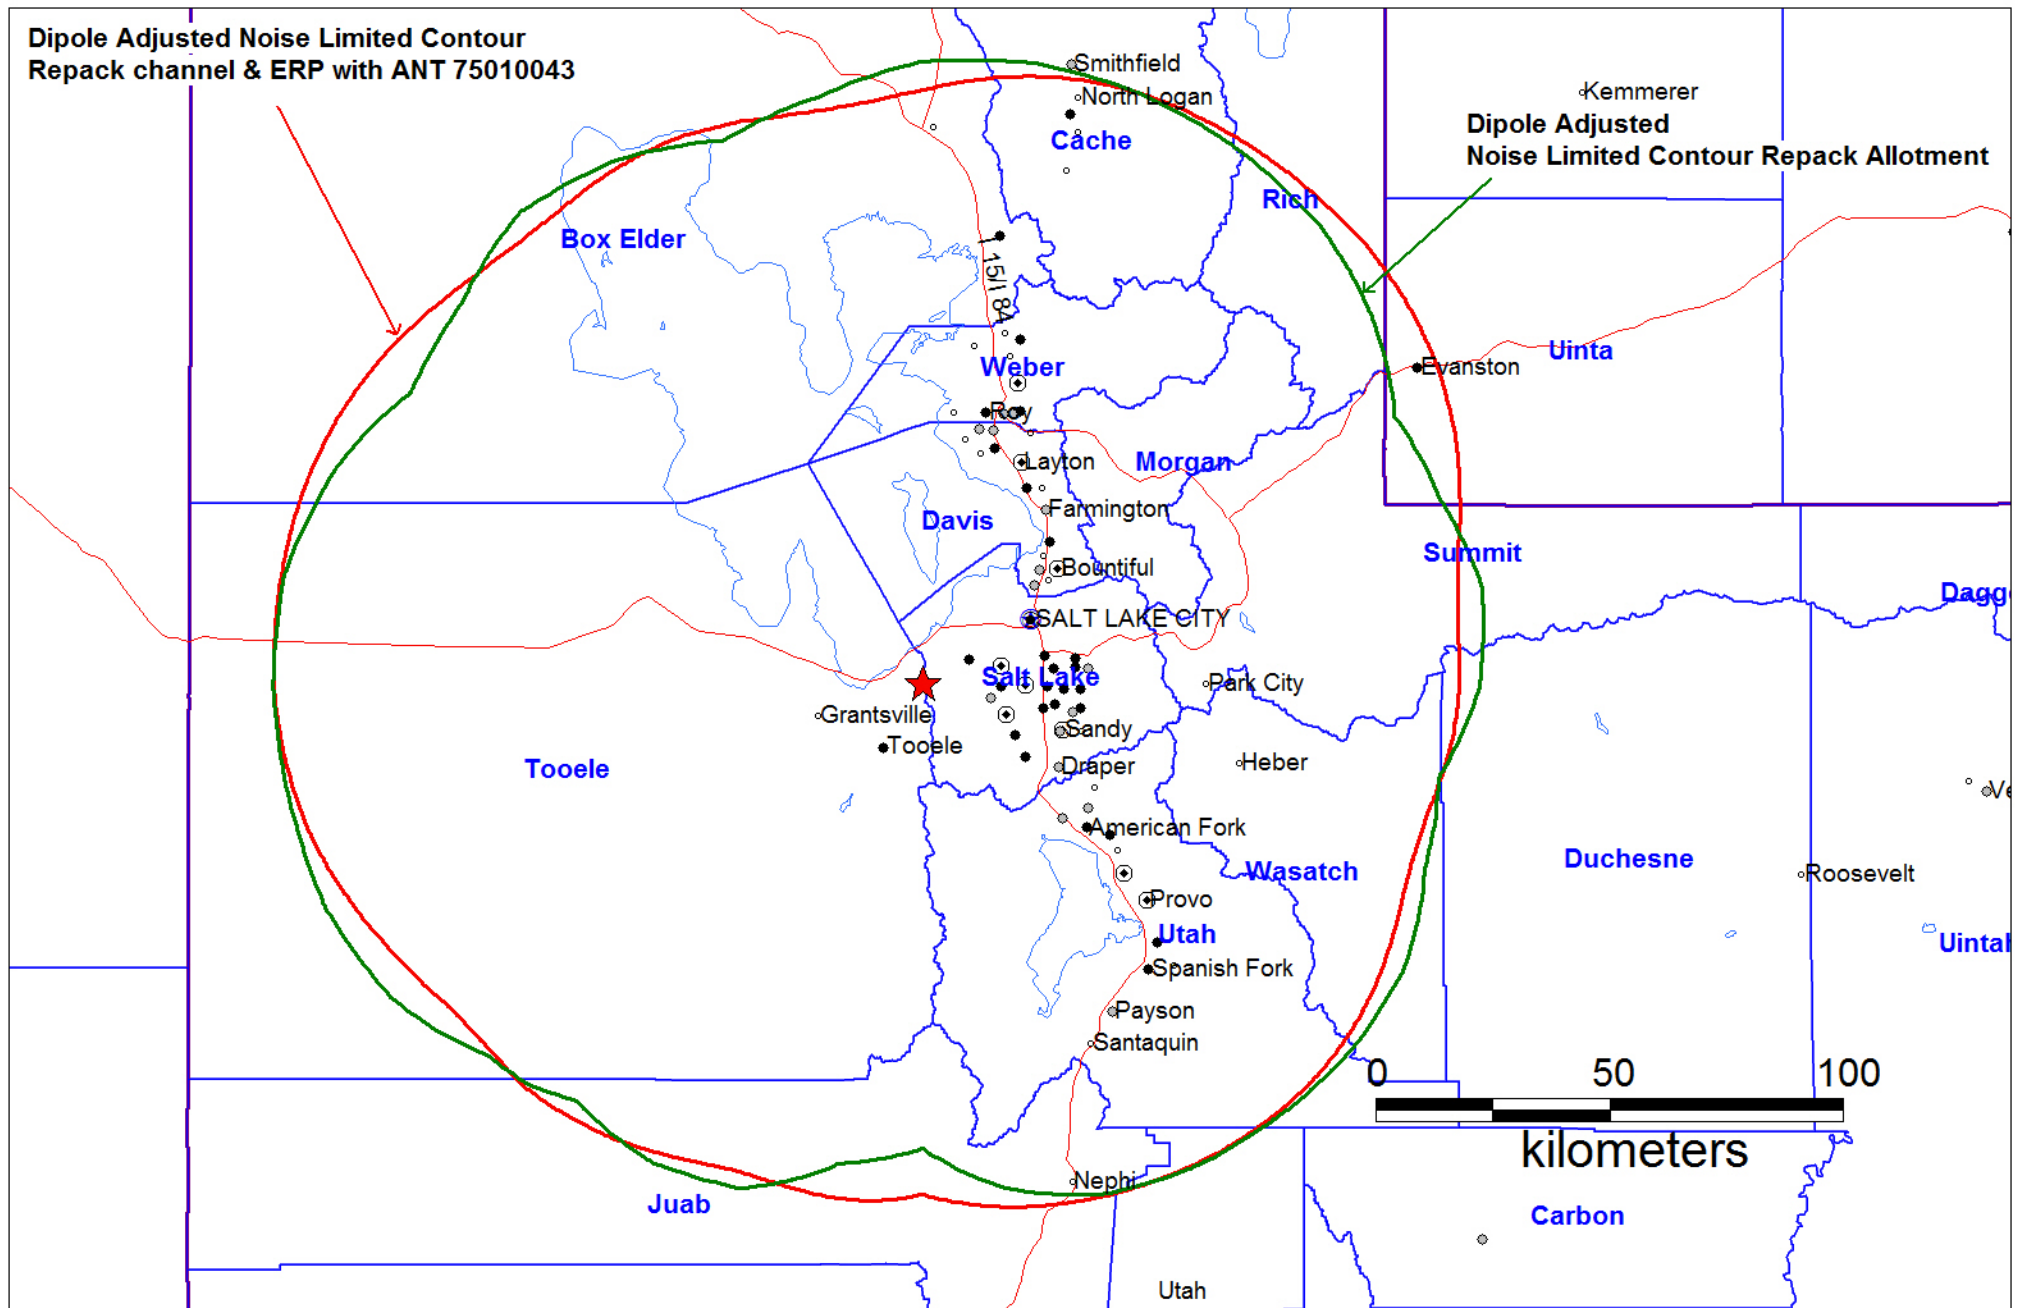 Dipole Adjusted Noise Limited Contour
Repack channel & ERP with ANT 75010043
Smithfield
North Logan
Cache
Kemmerer
Dipole Adjusted
Noise Limited Contour Repack Allotment
Rich
Box Elder
I 15/I 84
Weber
Uinta
Evanston
Roy
Layton
Morgan
Farmington
Davis
Summit
Bountiful
Dagg
SALT LAKE CITY
Salt Lake
Park City
Grantsville
Sandy
Tooele
Tooele
Draper
Heber
Ve
American Fork
Duchesne
Wasatch
Roosevelt
Provo
Utah
Uintah
Spanish Fork
Payson
Santaquin
0 50 100
kilometers
Nephi
Juab
Carbon
Utah